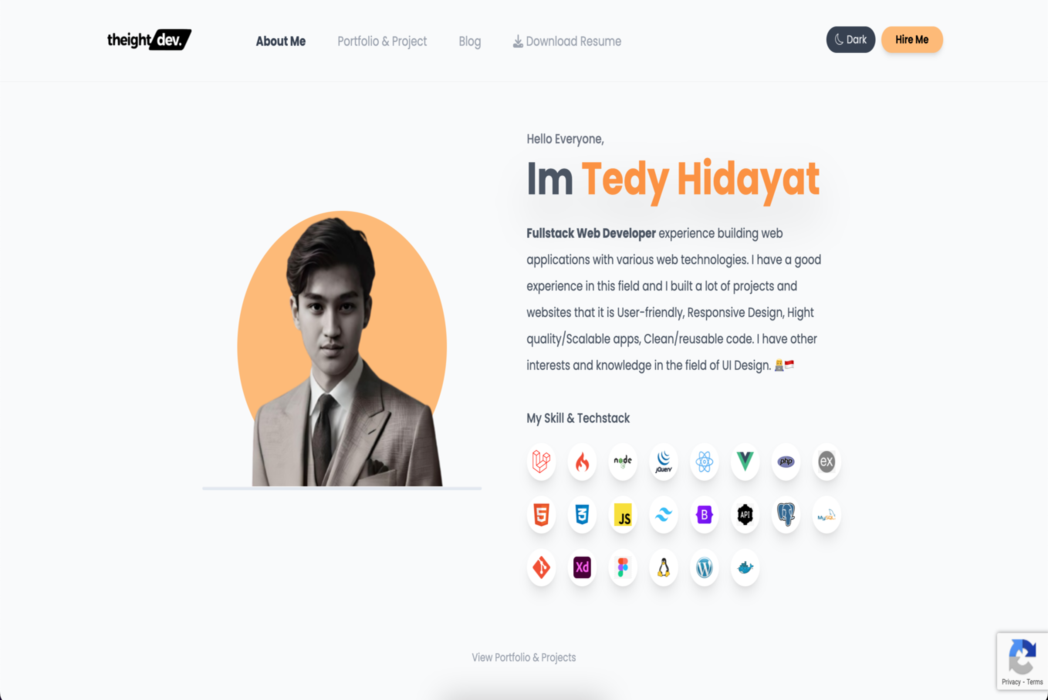 theight dev.
About Me
Portfolio & Project
Blog
Download Resume
Dark
Hire Me
Hello Everyone,
Im Tedy Hidayat
Fullstack Web Developer experience building web
applications with various web technologies. I have a good
experience in this field and I built a lot of projects and
websites that it is User-friendly, Responsive Design, Hight
quality/Scalable apps, Clean/reusable code. I have other
interests and knowledge in the field of UI Design.
My Skill & Techstack
node
jQuery
php
ex
5
3
JS
B
API
MySQL
Xd
View Portfolio & Projects
Privacy - Terms